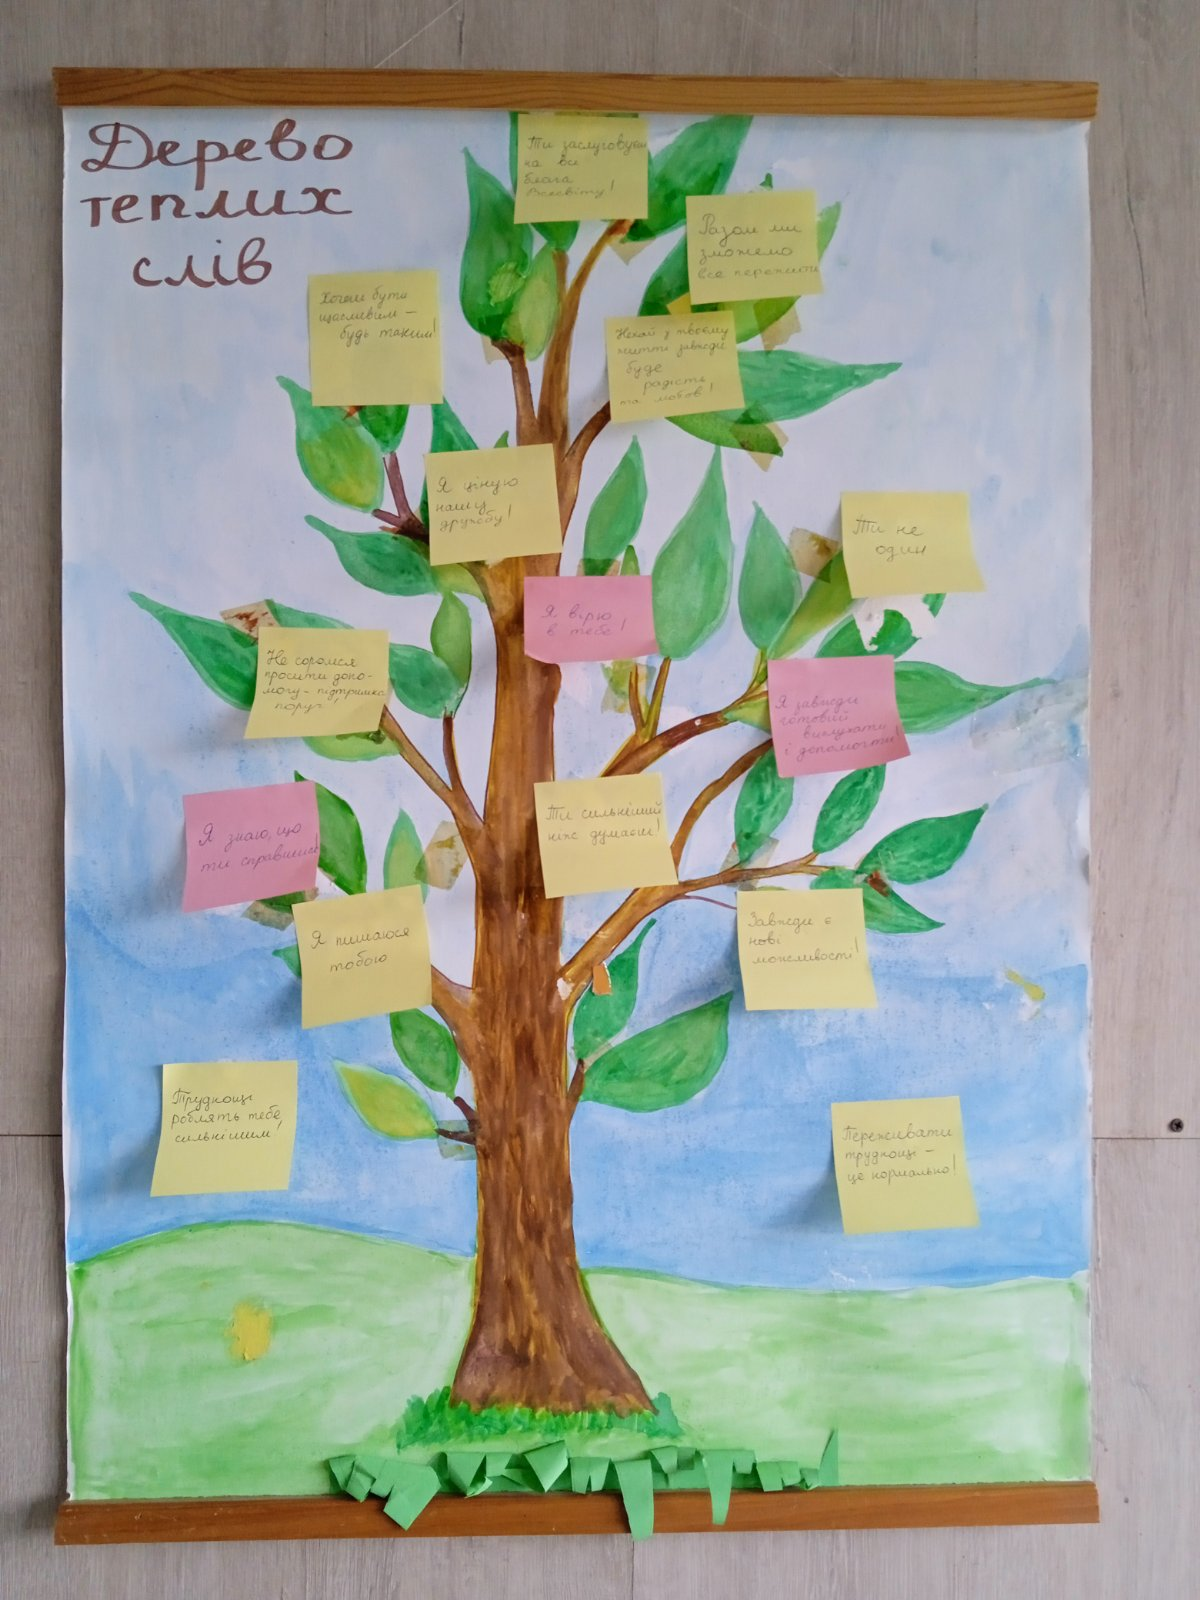 Дерево
теплих
слів
Ти заслуговуєш
на всі
блага
Всесвіту!
Разом ми
зможемо
все пережити
Хочеш бути
щасливим –
будь таким!
Нехай у твоєму
житті завжди
буде
радість
та любов!
Я ціную
нашу
дружбу!
Ти не
один
Я вірю
в тебе!
Не соромся
просити допо-
могу – підтримка
поруч!
Я завжди
готовий
вислухати
і допомогти!
Ти сильніший
ніж думаєш!
Я знаю, що
ти справишся!
Я пишаюся
тобою
Завжди є
нові
можливості!
Труднощі
роблять тебе
сильнішим!
Переживати
труднощі –
це нормально!